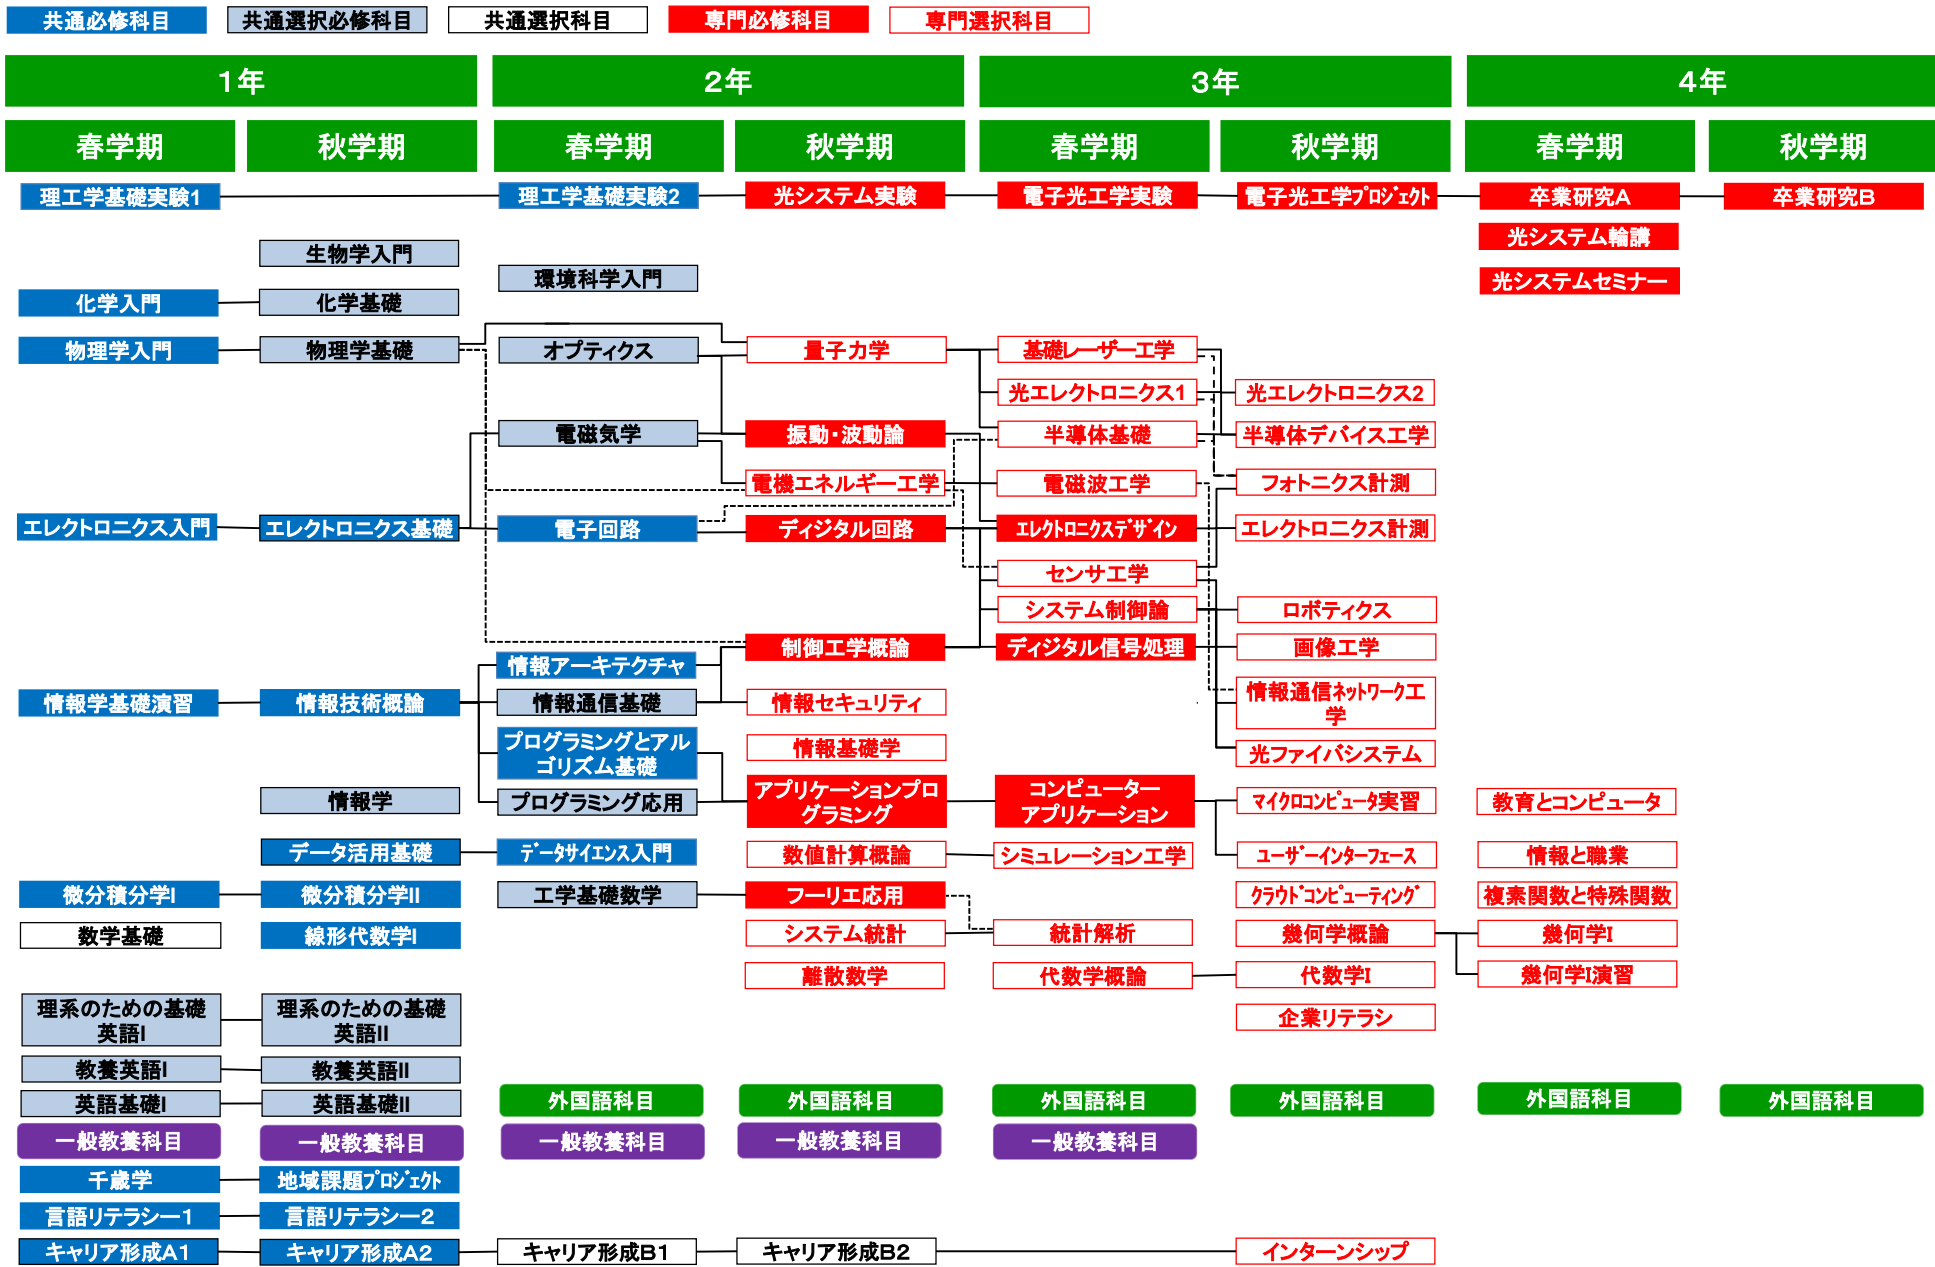 共通必修科目
共通選択必修科目
共通選択科目
専門必修科目
専門選択科目
1年
2年
3年
4年
春学期
秋学期
春学期
秋学期
春学期
秋学期
春学期
秋学期
理工学基礎実験1
理工学基礎実験2
光システム実験
電子光工学実験
電子光工学プロジェクト
卒業研究A
卒業研究B
光システム輪講
生物学入門
環境科学入門
光システムセミナー
化学入門
化学基礎
物理学入門
物理学基礎
オプティクス
量子力学
基礎レーザー工学
光エレクトロニクス1
光エレクトロニクス2
電磁気学
振動・波動論
半導体基礎
半導体デバイス工学
電機エネルギー工学
電磁波工学
フォトニクス計測
エレクトロニクス入門
エレクトロニクス基礎
電子回路
ディジタル回路
エレクトロニクスデザイン
エレクトロニクス計測
センサ工学
システム制御論
ロボティクス
制御工学概論
ディジタル信号処理
画像工学
情報アーキテクチャ
情報学基礎演習
情報技術概論
情報通信基礎
情報セキュリティ
情報通信ネットワーク工
学
プログラミングとアル
ゴリズム基礎
情報基礎学
光ファイバシステム
情報学
プログラミング応用
アプリケーションプロ
グラミング
コンピューター
アプリケーション
マイクロコンピュータ実習
教育とコンピュータ
データ活用基礎
データサイエンス入門
数値計算概論
シミュレーション工学
ユーザーインターフェース
情報と職業
微分積分学I
微分積分学II
工学基礎数学
フーリエ応用
クラウドコンピューティング
複素関数と特殊関数
数学基礎
線形代数学I
システム統計
統計解析
幾何学概論
幾何学I
離散数学
代数学概論
代数学I
幾何学I演習
理系のための基礎
英語I
理系のための基礎
英語II
企業リテラシ
教養英語I
教養英語II
英語基礎I
英語基礎II
外国語科目
外国語科目
外国語科目
外国語科目
外国語科目
外国語科目
一般教養科目
一般教養科目
一般教養科目
一般教養科目
一般教養科目
千歳学
地域課題プロジェクト
言語リテラシー1
言語リテラシー2
キャリア形成A1
キャリア形成A2
キャリア形成B1
キャリア形成B2
インターンシップ